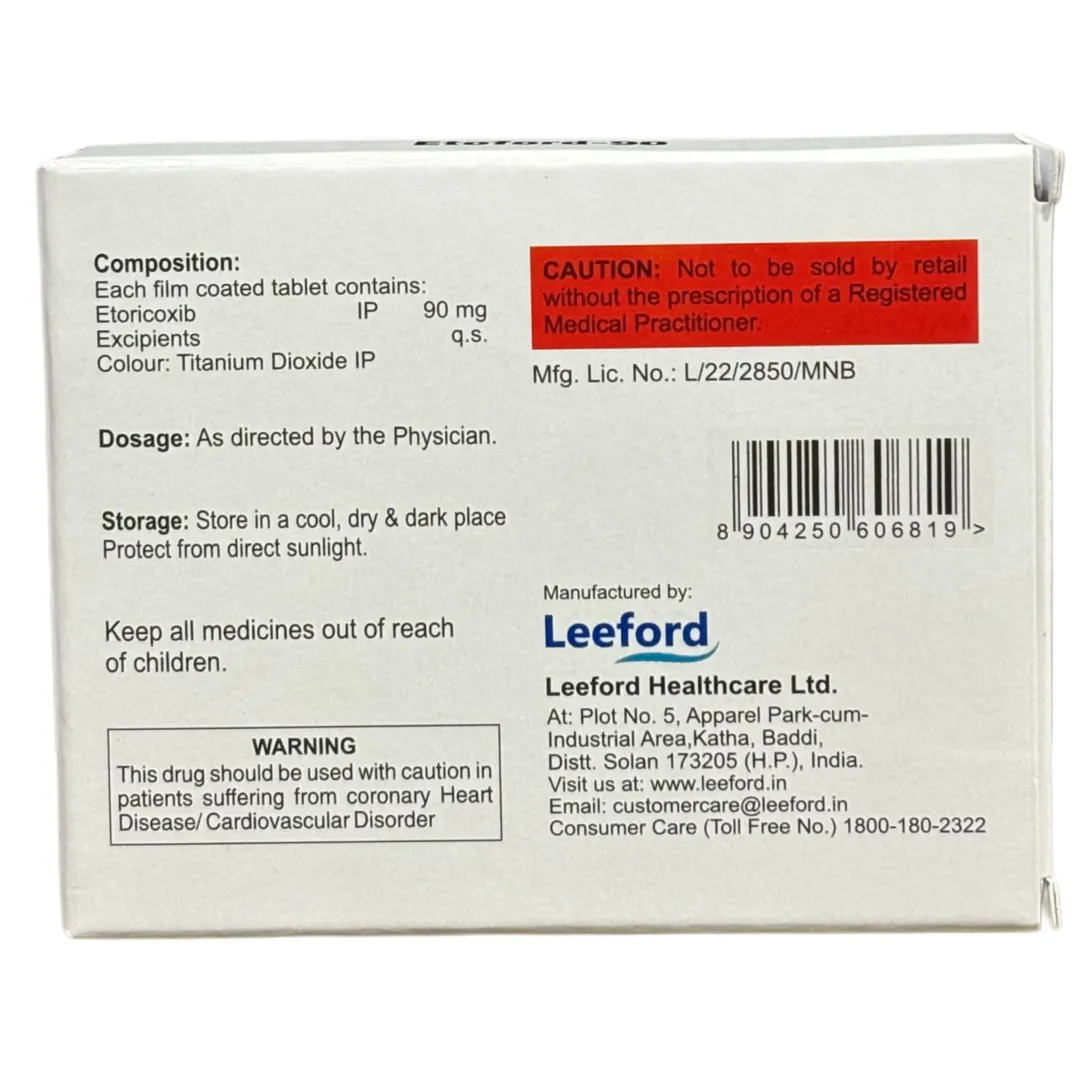 Etoford-90
Composition:
Each film coated tablet contains:
Etoricoxib IP 90 mg
Excipients q.s.
Colour: Titanium Dioxide IP
Dosage: As directed by the Physician.
Storage: Store in a cool, dry & dark place
Protect from direct sunlight.
Keep all medicines out of reach
of children.
WARNING
This drug should be used with caution in
patients suffering from coronary Heart
Disease/ Cardiovascular Disorder
CAUTION: Not to be sold by retail
without the prescription of a Registered
Medical Practitioner.
Mfg. Lic. No.: L/22/2850/MNB
8 904250 606819 >
Manufactured by:
Leeford
Leeford Healthcare Ltd.
At: Plot No. 5, Apparel Park-cum-
Industrial Area,Katha, Baddi,
Distt. Solan 173205 (H.P.), India.
Visit us at: www.leeford.in
Email: customercare@leeford.in
Consumer Care (Toll Free No.) 1800-180-2322